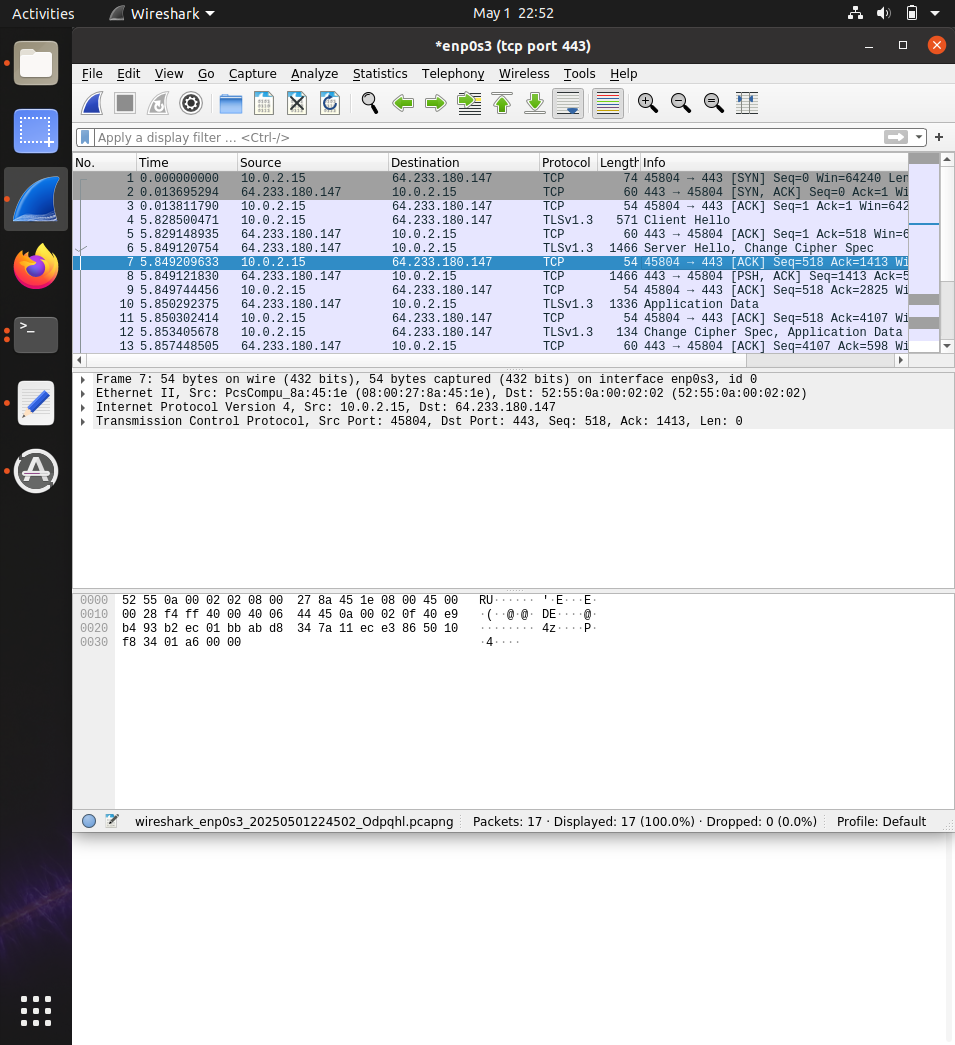 Activities Wireshark May 1 22:52
*enp0s3 (tcp port 443)
File Edit View Go Capture Analyze Statistics Telephony Wireless Tools Help
Apply a display filter … <Ctrl-/>
No. Time Source Destination Protocol Length Info
1 0.000000000 10.0.2.15 64.233.180.147 TCP 74 45804 → 443 [SYN] Seq=0 Win=64240 Len
2 0.013695294 64.233.180.147 10.0.2.15 TCP 60 443 → 45804 [SYN, ACK] Seq=0 Ack=1 Wi
3 0.013811790 10.0.2.15 64.233.180.147 TCP 54 45804 → 443 [ACK] Seq=1 Ack=1 Win=642
4 5.828500471 10.0.2.15 64.233.180.147 TLSv1.3 571 Client Hello
5 5.829148935 64.233.180.147 10.0.2.15 TCP 60 443 → 45804 [ACK] Seq=1 Ack=518 Win=6
6 5.849120754 64.233.180.147 10.0.2.15 TLSv1.3 1466 Server Hello, Change Cipher Spec
7 5.849209633 10.0.2.15 64.233.180.147 TCP 54 45804 → 443 [ACK] Seq=518 Ack=1413 Wi
8 5.849121830 64.233.180.147 10.0.2.15 TCP 1466 443 → 45804 [PSH, ACK] Seq=1413 Ack=5
9 5.849744456 10.0.2.15 64.233.180.147 TCP 54 45804 → 443 [ACK] Seq=518 Ack=2825 Wi
10 5.850292375 64.233.180.147 10.0.2.15 TLSv1.3 1336 Application Data
11 5.850302414 10.0.2.15 64.233.180.147 TCP 54 45804 → 443 [ACK] Seq=518 Ack=4107 Wi
12 5.853405678 10.0.2.15 64.233.180.147 TLSv1.3 134 Change Cipher Spec, Application Data
13 5.857448505 64.233.180.147 10.0.2.15 TCP 60 443 → 45804 [ACK] Seq=4107 Ack=598 Wi
Frame 7: 54 bytes on wire (432 bits), 54 bytes captured (432 bits) on interface enp0s3, id 0
Ethernet II, Src: PcsCompu_8a:45:1e (08:00:27:8a:45:1e), Dst: 52:55:0a:00:02:02 (52:55:0a:00:02:02)
Internet Protocol Version 4, Src: 10.0.2.15, Dst: 64.233.180.147
Transmission Control Protocol, Src Port: 45804, Dst Port: 443, Seq: 518, Ack: 1413, Len: 0
0000 52 55 0a 00 02 02 08 00 27 8a 45 1e 08 00 45 00 RU······ '·E···E·
0010 00 28 f4 ff 40 00 40 06 44 45 0a 00 02 0f 40 e9 ·(··@·@· DE····@·
0020 b4 93 b2 ec 01 bb ab d8 34 7a 11 ec e3 86 50 10 ········ 4z····P·
0030 f8 34 01 a6 00 00 ·4····
wireshark_enp0s3_20250501224502_Odpqhl.pcapng Packets: 17 · Displayed: 17 (100.0%) · Dropped: 0 (0.0%) Profile: Default